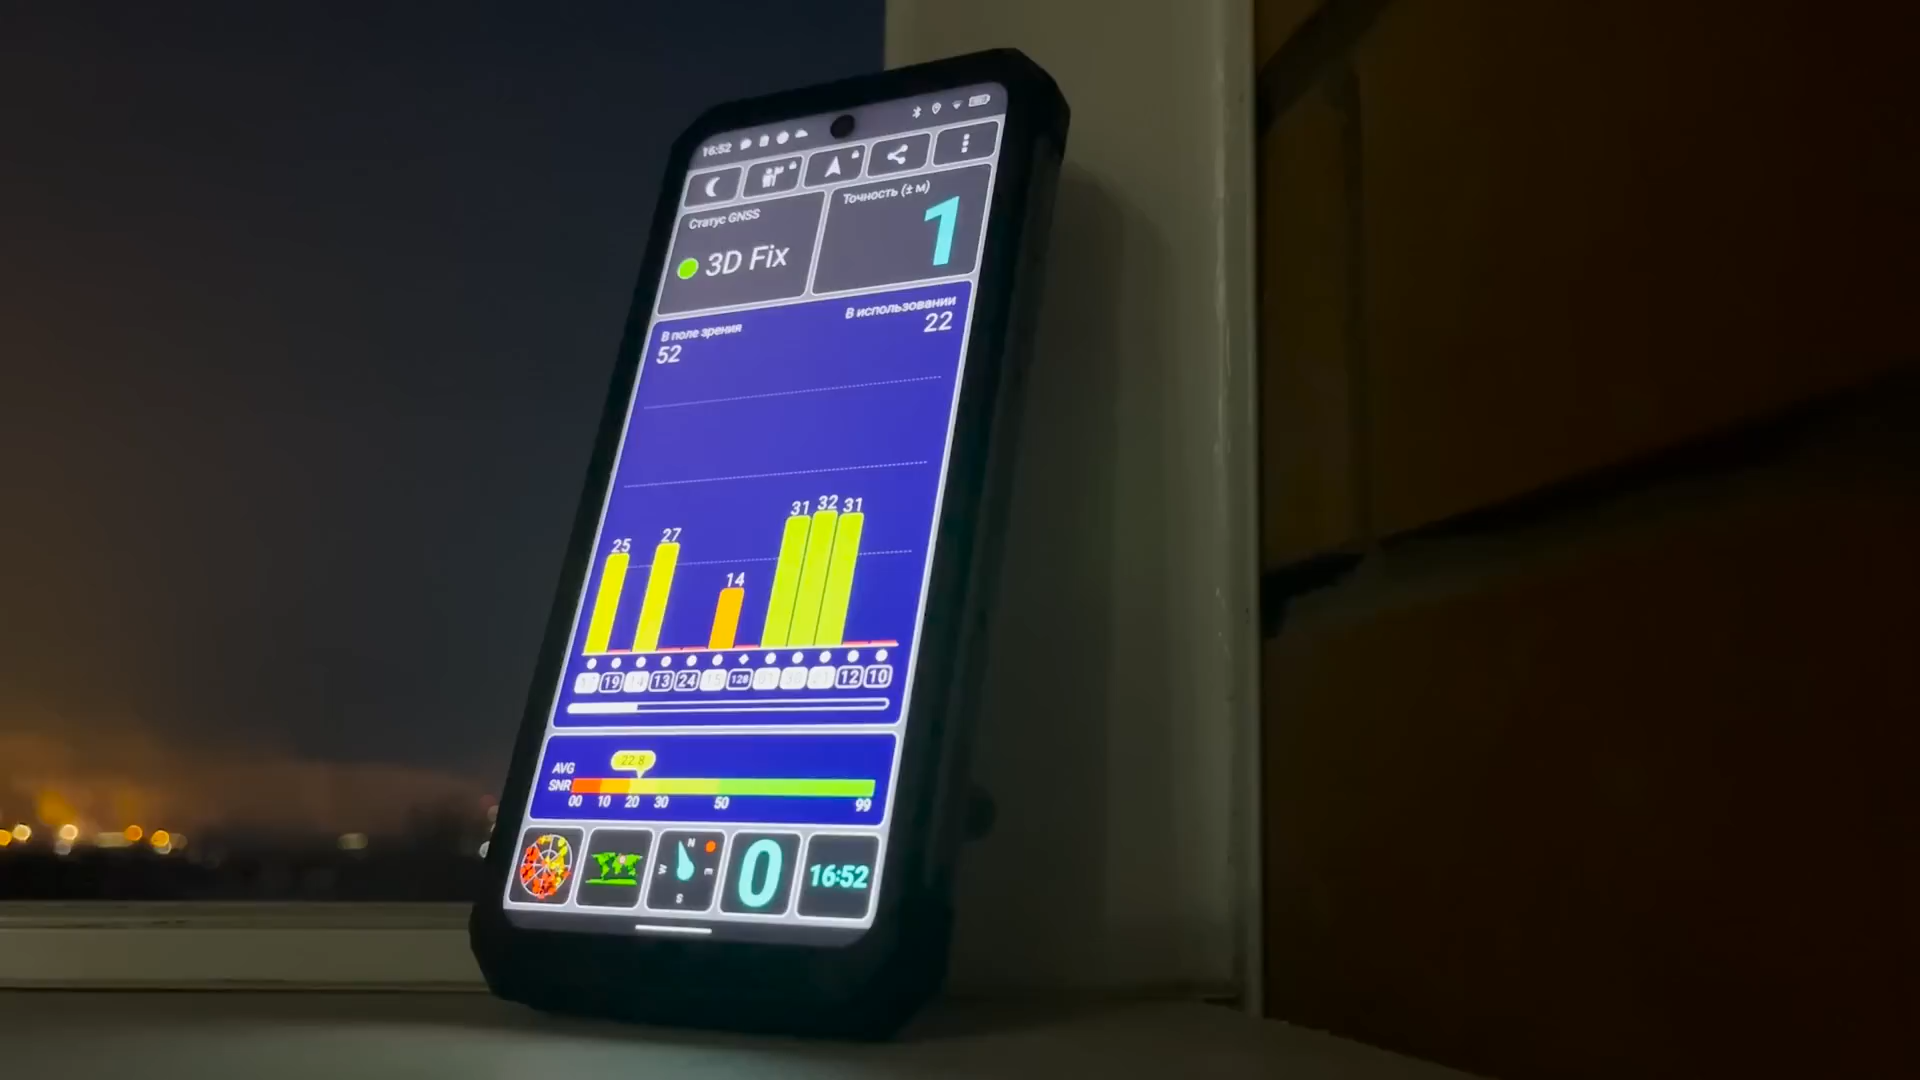 16:52
Статус GNSS
3D Fix
Точность (± м)
1
В поле зрения
52
В использовании
22
25
27
14
31
32
31
19
13
24
128
12
10
AVG
SNR
22.8
00 10 20 30 50 99
N
W
E
S
0
16:52